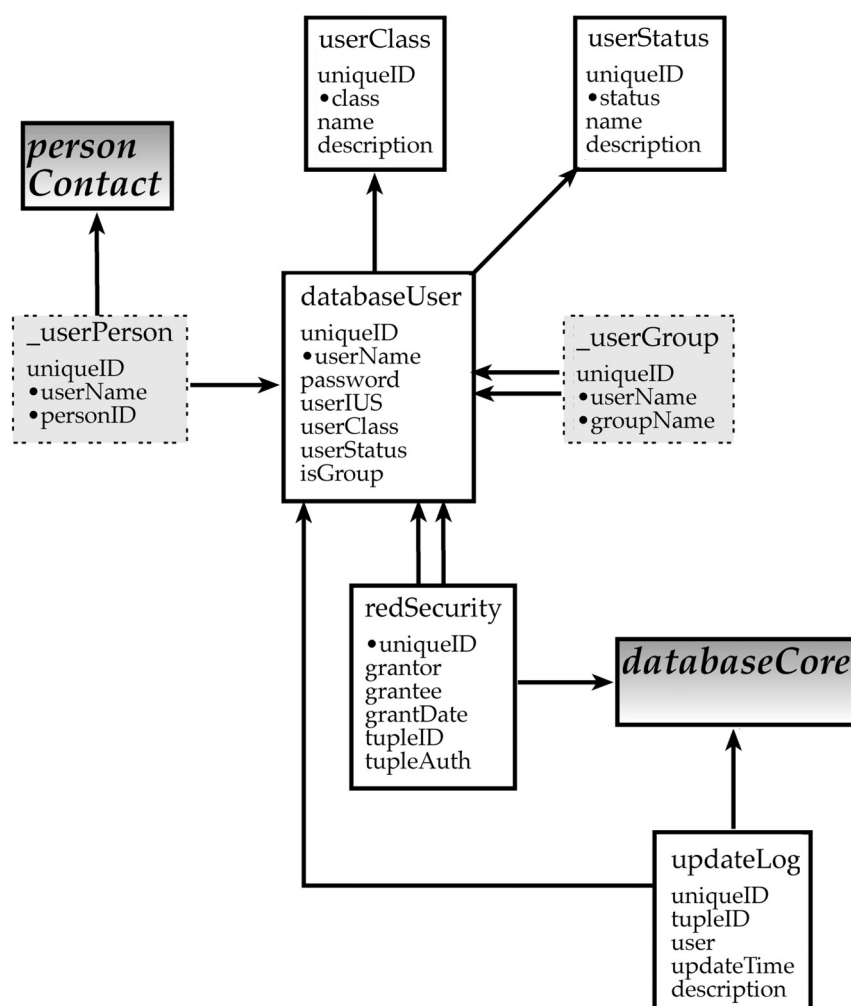 userClass
uniqueID
•class
name
description
userStatus
uniqueID
•status
name
description
person
Contact
databaseUser
uniqueID
•userName
password
userIUS
userClass
userStatus
isGroup
_userPerson
uniqueID
•userName
•personID
_userGroup
uniqueID
•userName
•groupName
redSecurity
•uniqueID
grantor
grantee
grantDate
tupleID
tupleAuth
databaseCore
updateLog
uniqueID
tupleID
user
updateTime
description